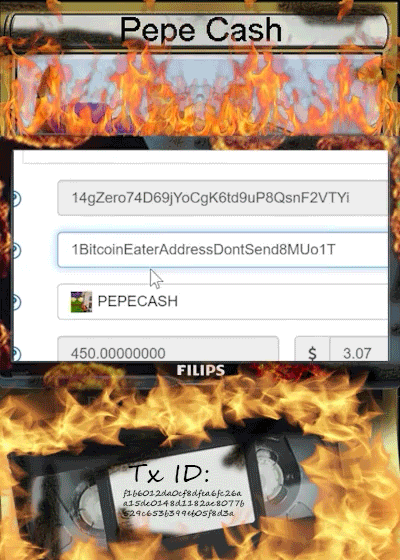 Pepe Cash
14gZero74D69jYoCgK6td9uP8QsnF2VTYi
1BitcoinEaterAddressDontSend8MUo1T
PEPECASH
450.00000000
$ 3.07
FILIPS
Tx ID: